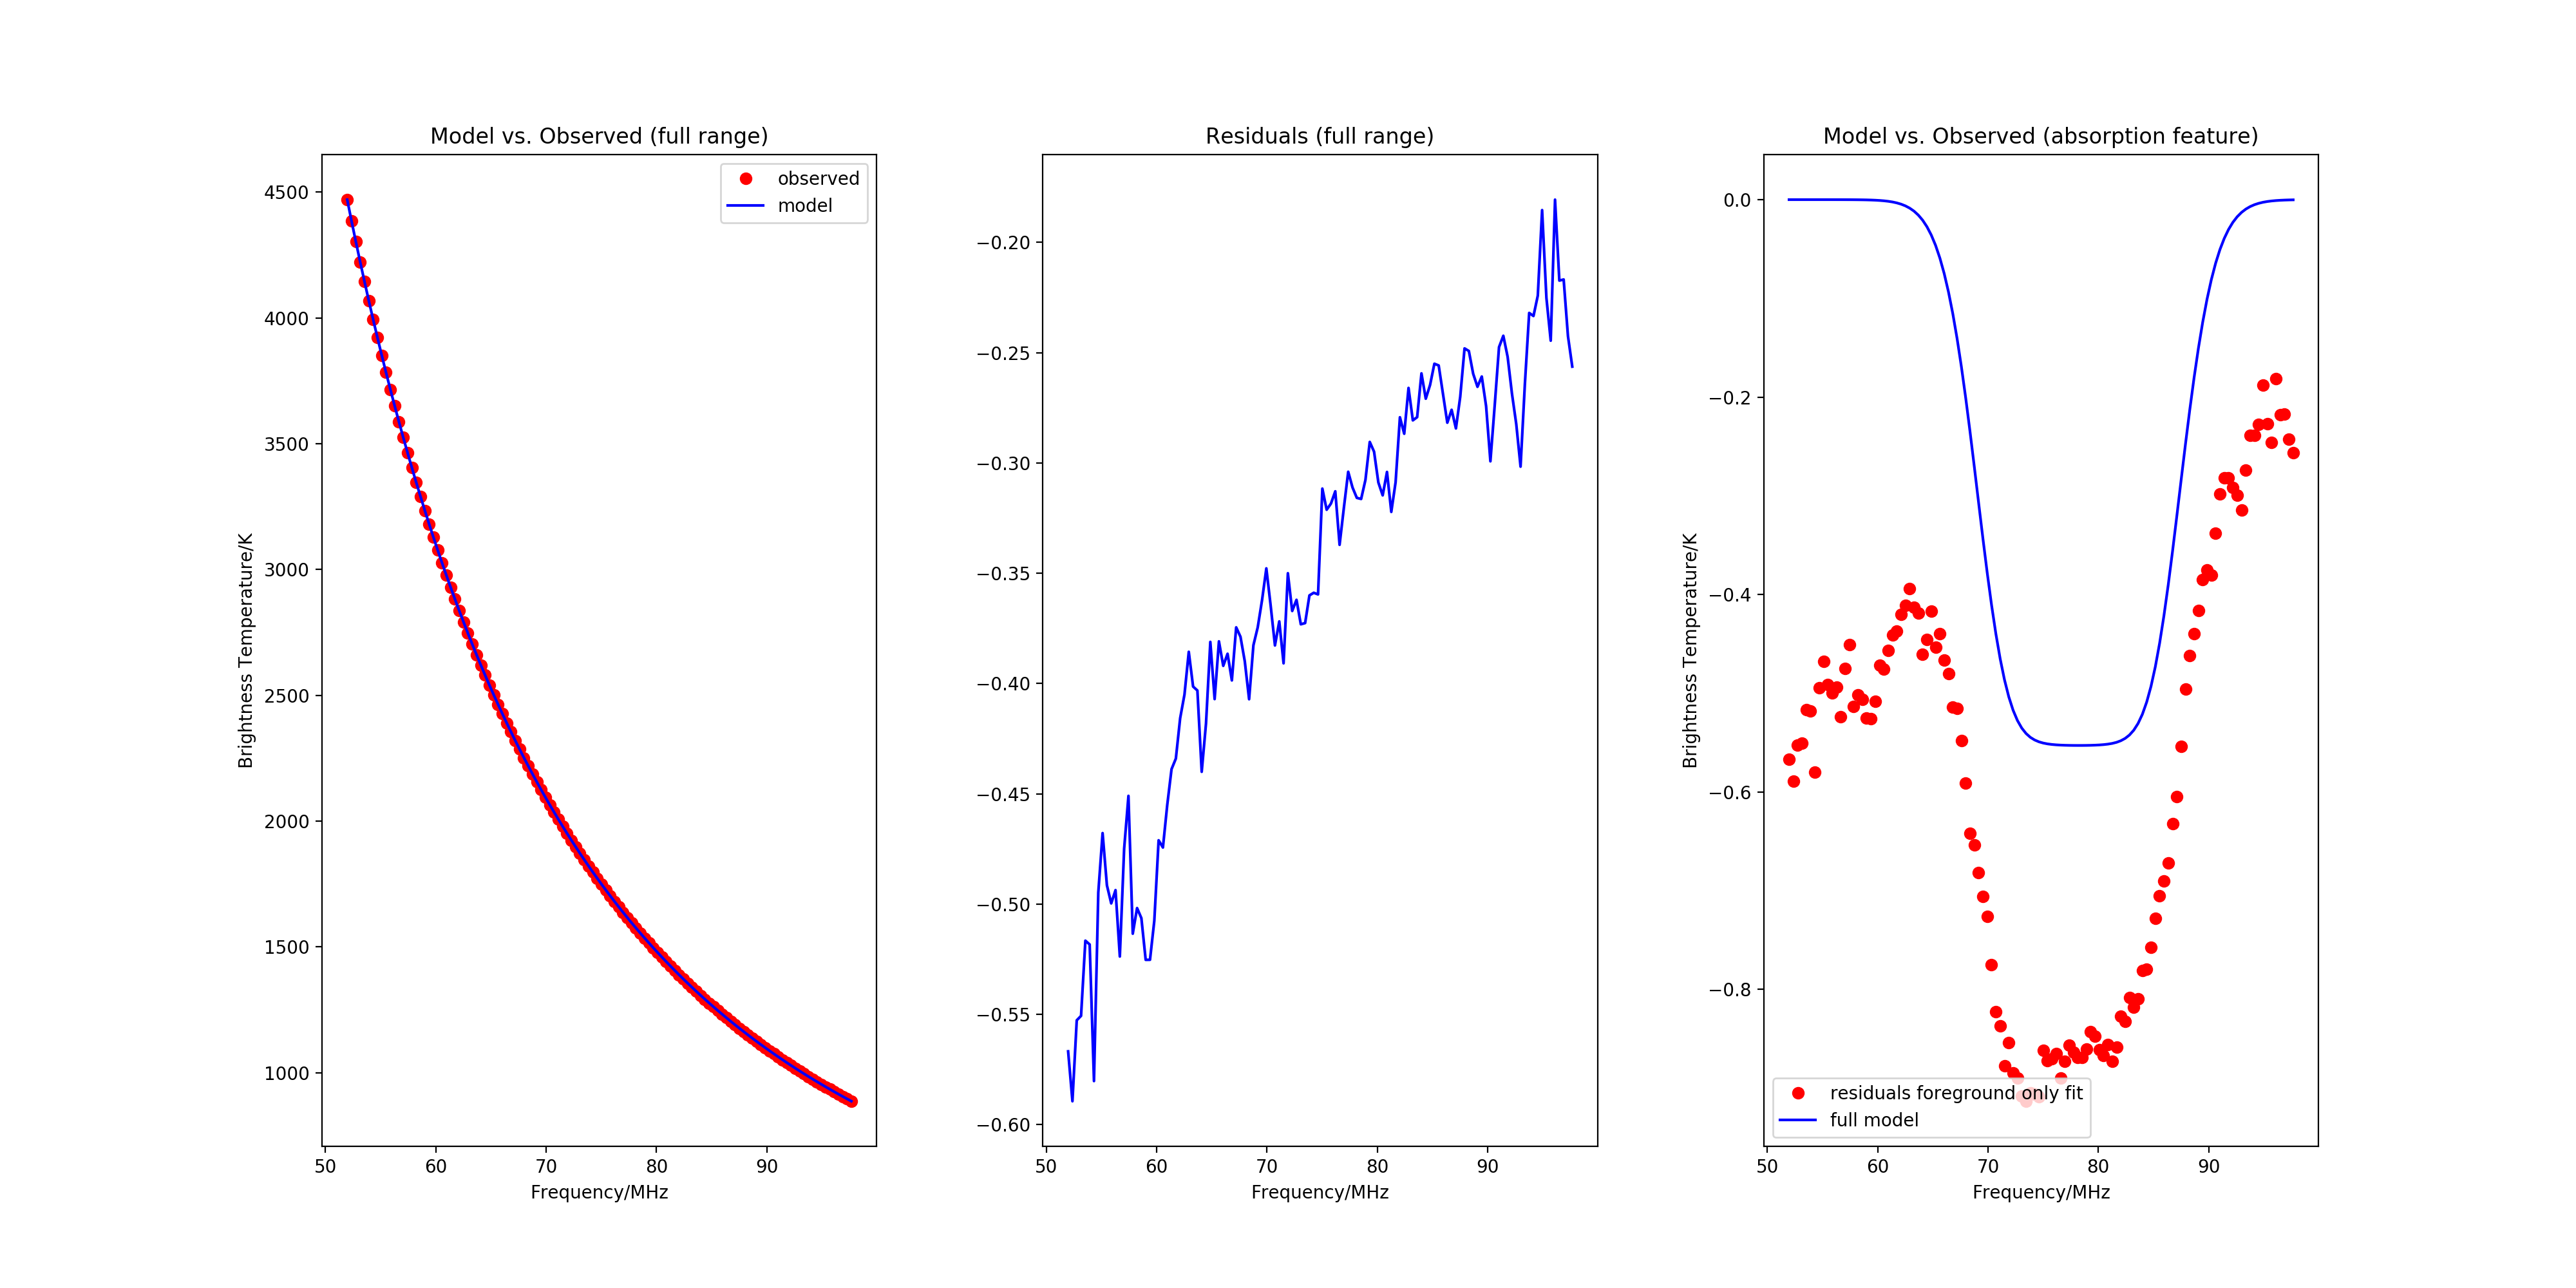 Model vs. Observed (full range)
observed
model
4500
4000
3500
3000
2500
2000
1500
1000
Brightness Temperature/K
50 60 70 80 90
Frequency/MHz
Residuals (full range)
−0.20
−0.25
−0.30
−0.35
−0.40
−0.45
−0.50
−0.55
−0.60
50 60 70 80 90
Frequency/MHz
Model vs. Observed (absorption feature)
0.0
−0.2
−0.4
−0.6
−0.8
Brightness Temperature/K
residuals foreground only fit
full model
50 60 70 80 90
Frequency/MHz